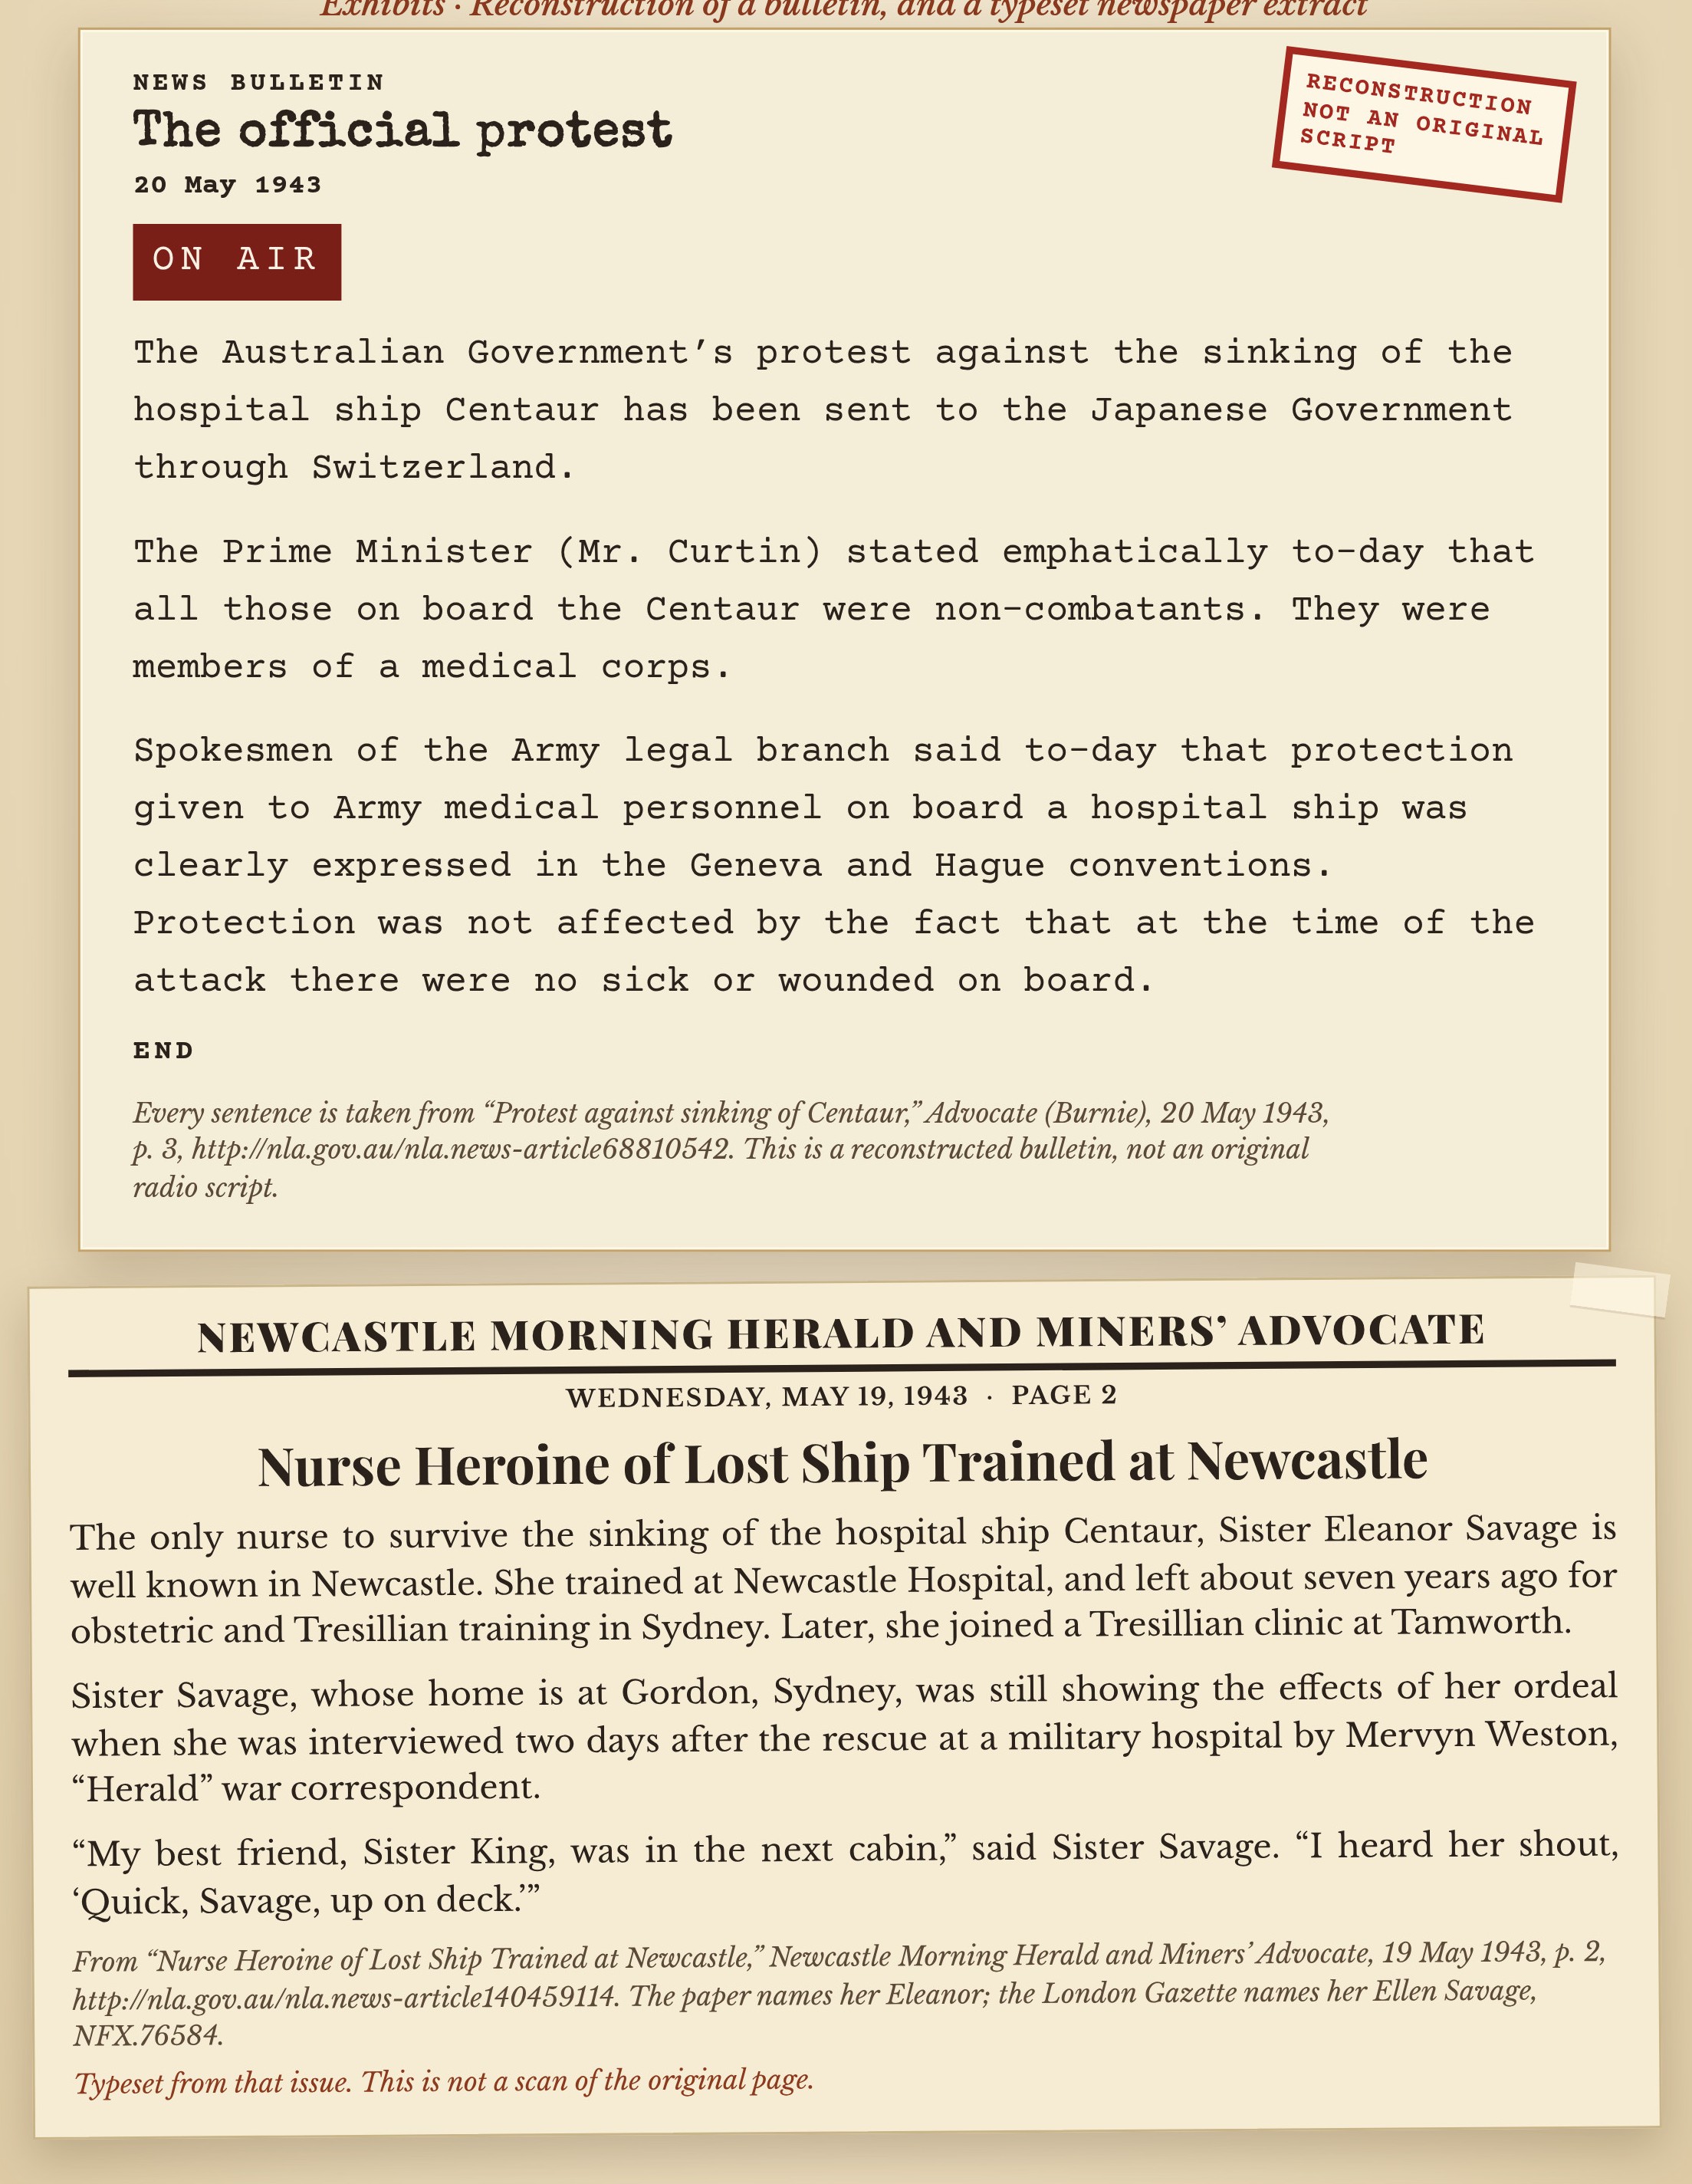 Exhibits · Reconstruction of a bulletin, and a typeset newspaper extract
NEWS BULLETIN
The official protest
20 May 1943
RECONSTRUCTION
NOT AN ORIGINAL
SCRIPT
ON AIR
The Australian Government’s protest against the sinking of the
hospital ship Centaur has been sent to the Japanese Government
through Switzerland.
The Prime Minister (Mr. Curtin) stated emphatically to-day that
all those on board the Centaur were non-combatants. They were
members of a medical corps.
Spokesmen of the Army legal branch said to-day that protection
given to Army medical personnel on board a hospital ship was
clearly expressed in the Geneva and Hague conventions.
Protection was not affected by the fact that at the time of the
attack there were no sick or wounded on board.
END
Every sentence is taken from “Protest against sinking of Centaur,” Advocate (Burnie), 20 May 1943,
p. 3, http://nla.gov.au/nla.news-article68810542. This is a reconstructed bulletin, not an original
radio script.
NEWCASTLE MORNING HERALD AND MINERS’ ADVOCATE
WEDNESDAY, MAY 19, 1943 · PAGE 2
Nurse Heroine of Lost Ship Trained at Newcastle
The only nurse to survive the sinking of the hospital ship Centaur, Sister Eleanor Savage is
well known in Newcastle. She trained at Newcastle Hospital, and left about seven years ago for
obstetric and Tresillian training in Sydney. Later, she joined a Tresillian clinic at Tamworth.
Sister Savage, whose home is at Gordon, Sydney, was still showing the effects of her ordeal
when she was interviewed two days after the rescue at a military hospital by Mervyn Weston,
“Herald” war correspondent.
“My best friend, Sister King, was in the next cabin,” said Sister Savage. “I heard her shout,
‘Quick, Savage, up on deck.’”
From “Nurse Heroine of Lost Ship Trained at Newcastle,” Newcastle Morning Herald and Miners’ Advocate, 19 May 1943, p. 2,
http://nla.gov.au/nla.news-article140459114. The paper names her Eleanor; the London Gazette names her Ellen Savage,
NFX.76584.
Typeset from that issue. This is not a scan of the original page.